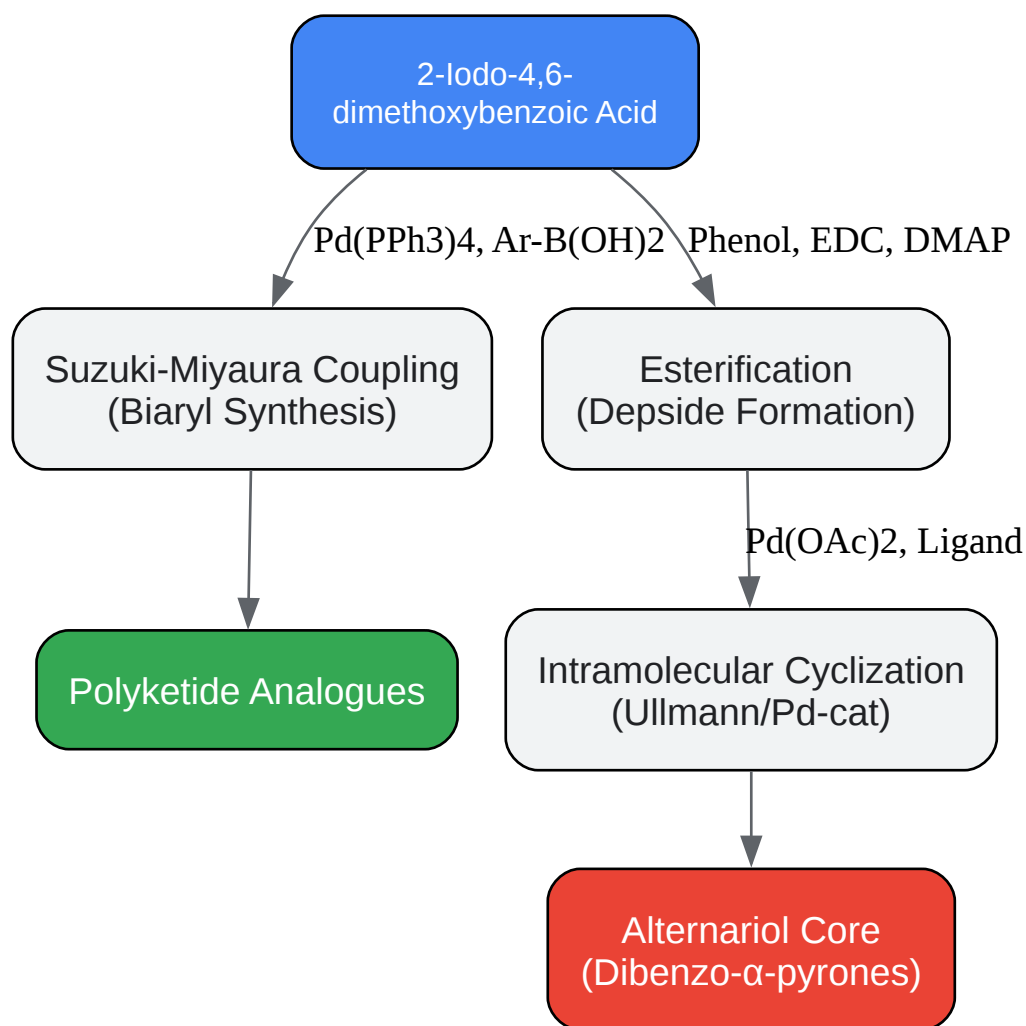 2-Iodo-4,6-
dimethoxybenzoic Acid
Pd(PPh3)4, Ar-B(OH)2
Phenol, EDC, DMAP
Suzuki-Miyaura Coupling
(Biaryl Synthesis)
Esterification
(Depside Formation)
Pd(OAc)2, Ligand
Intramolecular Cyclization
(Ullmann/Pd-cat)
Polyketide Analogues
Alternariol Core
(Dibenzo-α-pyrones)